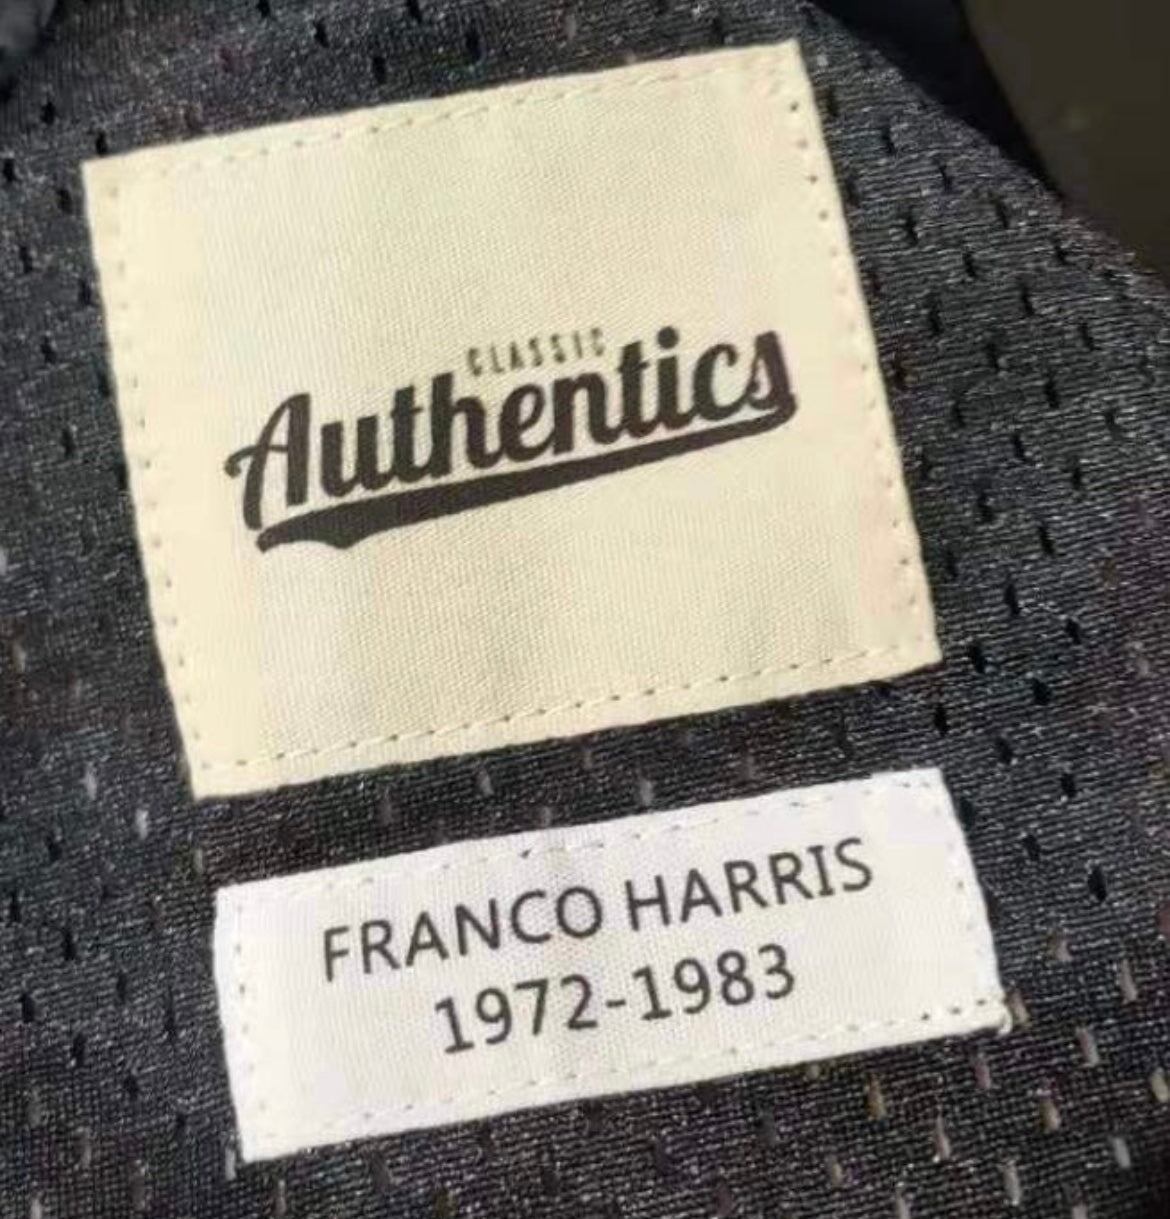 CLASSIC
Authentics
FRANCO HARRIS
1972-1983